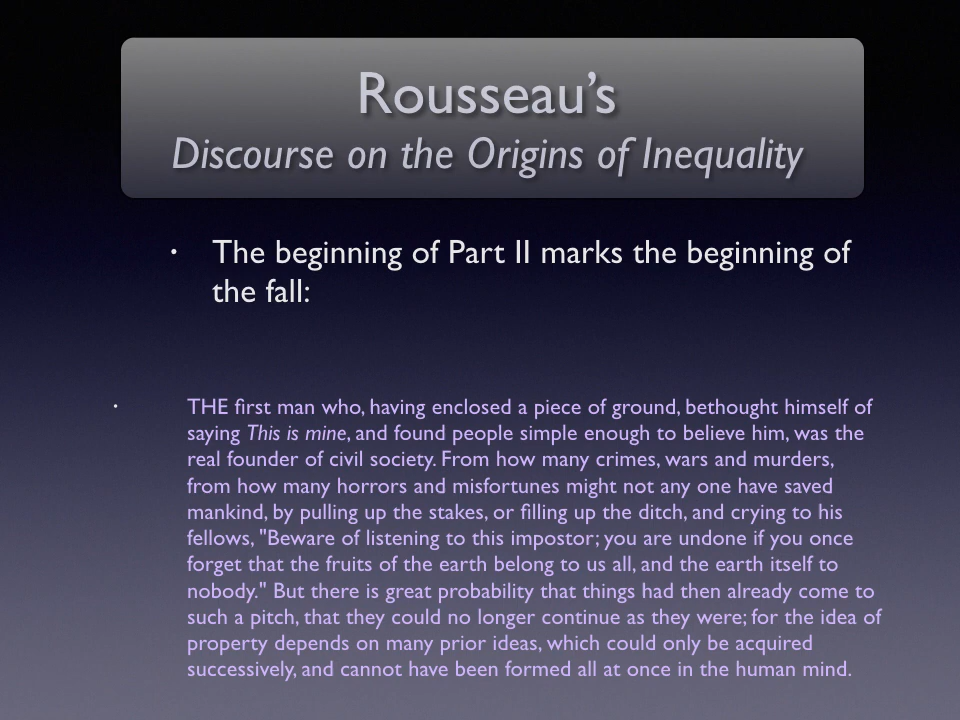 Rousseau’s
Discourse on the Origins of Inequality
• The beginning of Part II marks the beginning of
the fall:
• THE first man who, having enclosed a piece of ground, bethought himself of
saying This is mine, and found people simple enough to believe him, was the
real founder of civil society. From how many crimes, wars and murders,
from how many horrors and misfortunes might not any one have saved
mankind, by pulling up the stakes, or filling up the ditch, and crying to his
fellows, "Beware of listening to this impostor; you are undone if you once
forget that the fruits of the earth belong to us all, and the earth itself to
nobody." But there is great probability that things had then already come to
such a pitch, that they could no longer continue as they were; for the idea of
property depends on many prior ideas, which could only be acquired
successively, and cannot have been formed all at once in the human mind.